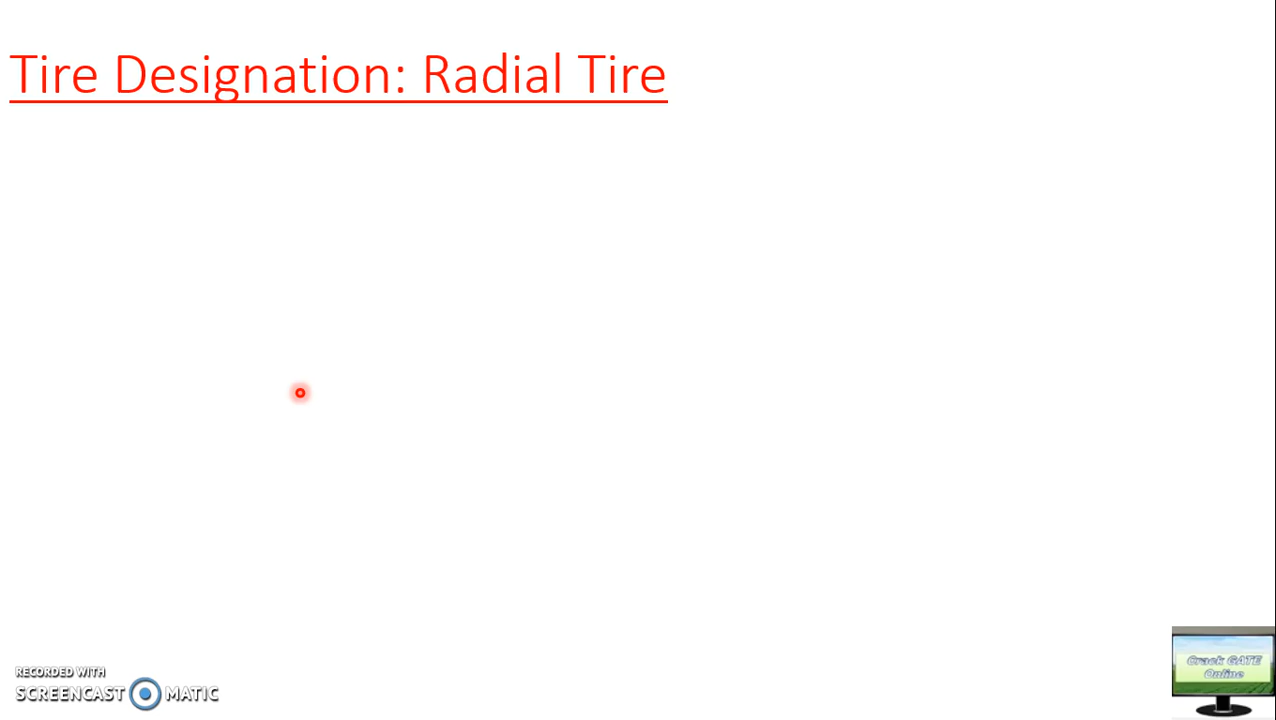 Tire Designation: Radial Tire
RECORDED WITH
SCREENCAST MATIC
Crack GATE
Online